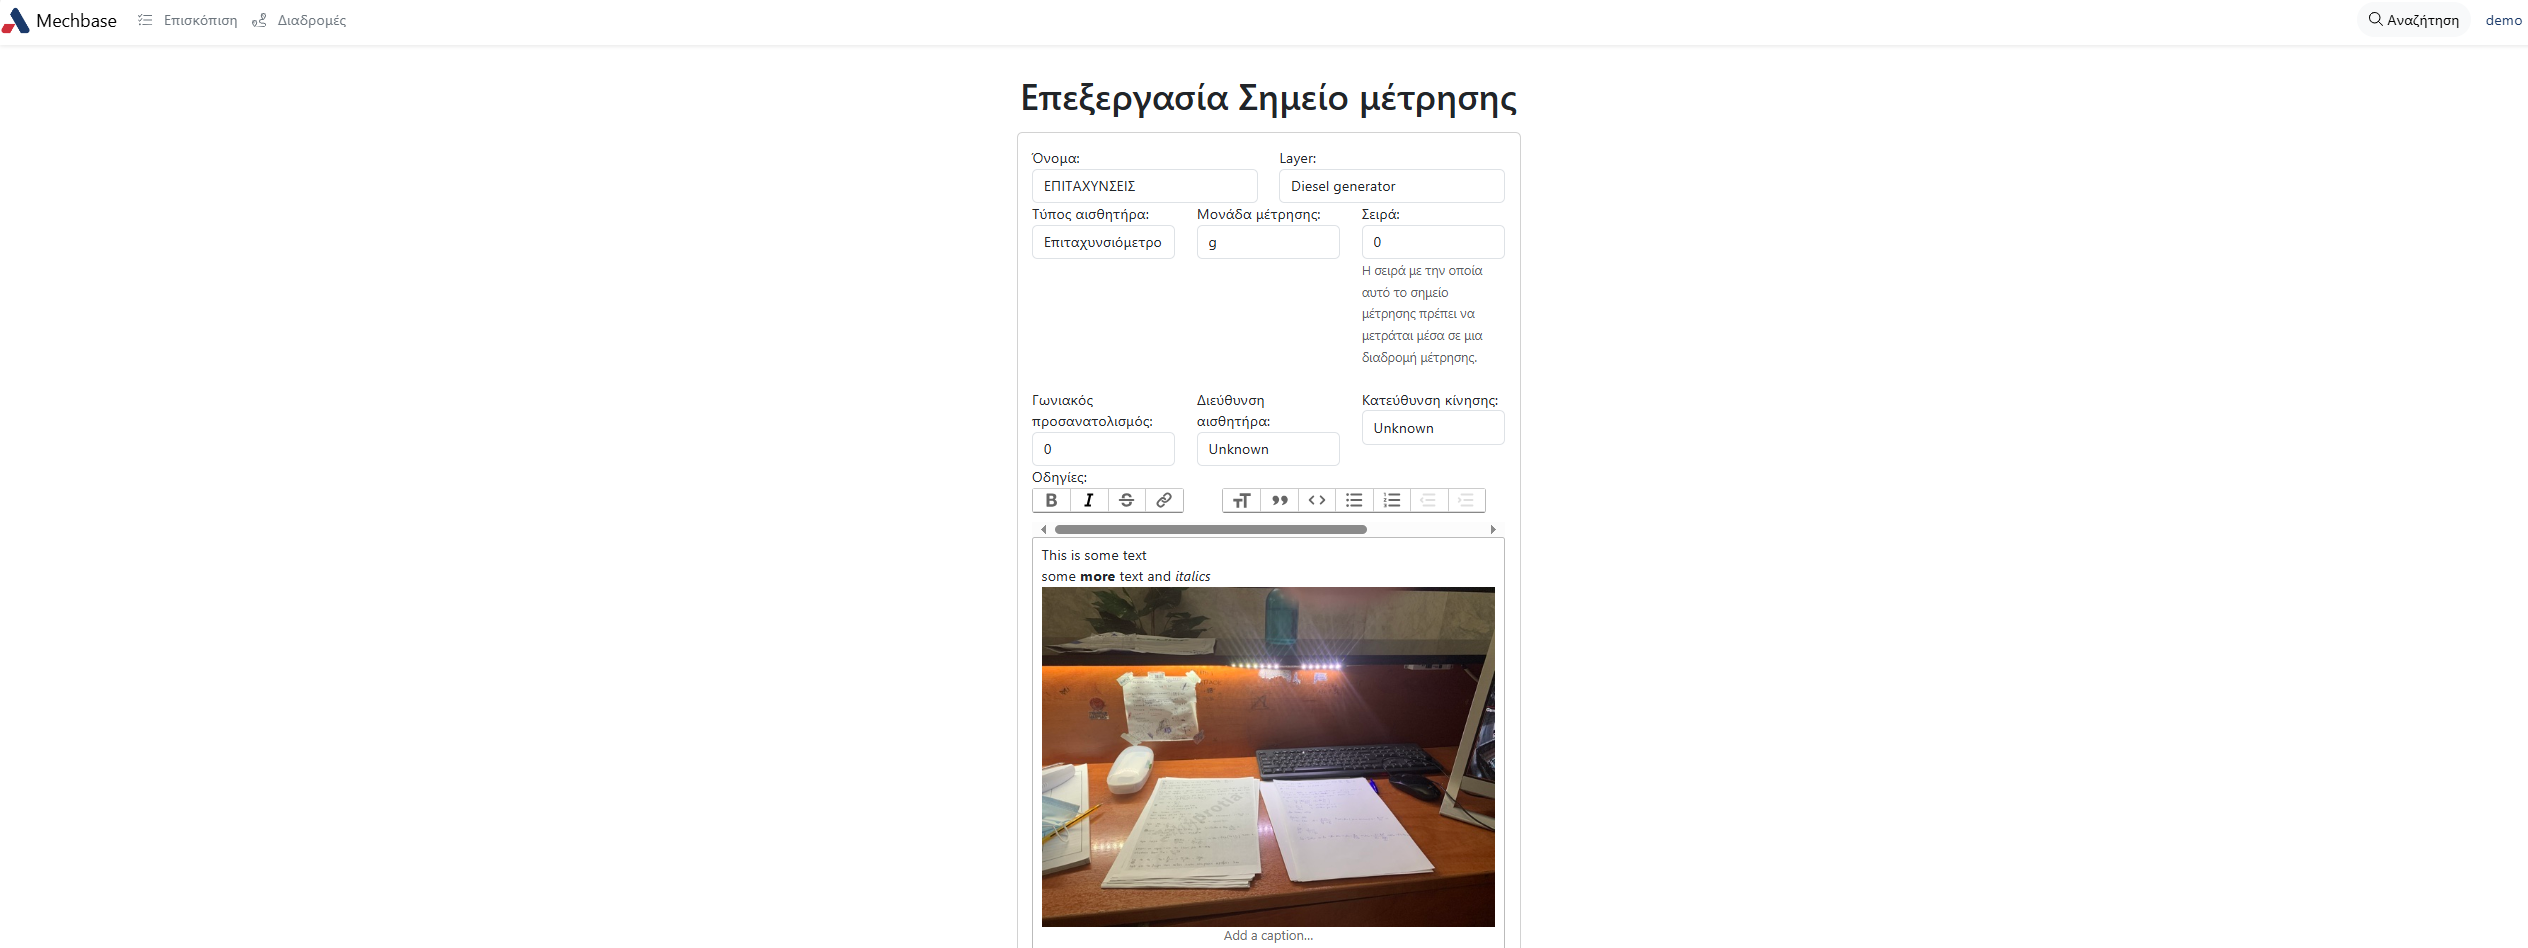 Mechbase Επισκόπιση Διαδρομές Αναζήτηση demo
Επεξεργασία Σημείο μέτρησης
Όνομα: Layer:
ΕΠΙΤΑΧΥΝΣΕΙΣ Diesel generator
Τύπος αισθητήρα: Μονάδα μέτρησης: Σειρά:
Επιταχυνσιόμετρο g 0
Η σειρά με την οποία
αυτό το σημείο
μέτρησης πρέπει να
μετράται μέσα σε μια
διαδρομή μέτρησης.
Γωνιακός
προσανατολισμός:
0
Διεύθυνση
αισθητήρα:
Unknown
Κατεύθυνση κίνησης:
Unknown
Οδηγίες:
This is some text
some more text and italics
Add a caption...